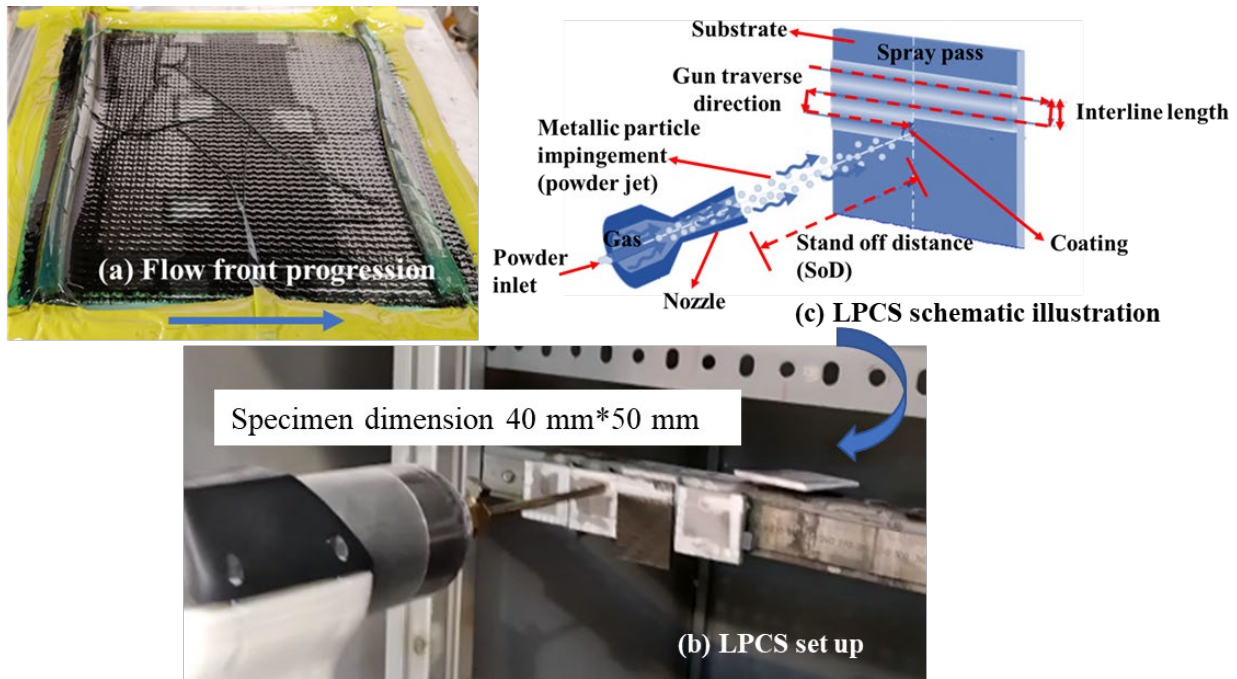 (a) Flow front progression
Substrate
Spray pass
Gun traverse
direction
Interline length
Metallic particle
impingement
(powder jet)
Gas
Powder
inlet
Nozzle
Stand off distance
(SoD)
Coating
(c) LPCS schematic illustration
Specimen dimension 40 mm*50 mm
(b) LPCS set up